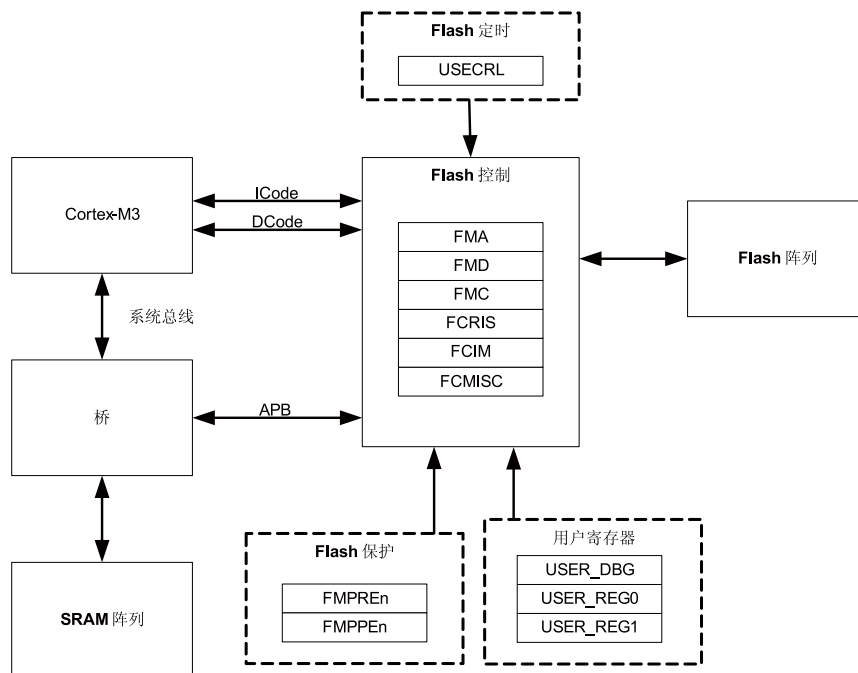 Flash 定时
USECRL
Cortex-M3
ICode
DCode
Flash 控制
FMA
FMD
FMC
FCRIS
FCIM
FCMISC
Flash 阵列
系统总线
桥
APB
SRAM 阵列
Flash 保护
FMPREn
FMPPEn
用户寄存器
USER_DBG
USER_REG0
USER_REG1